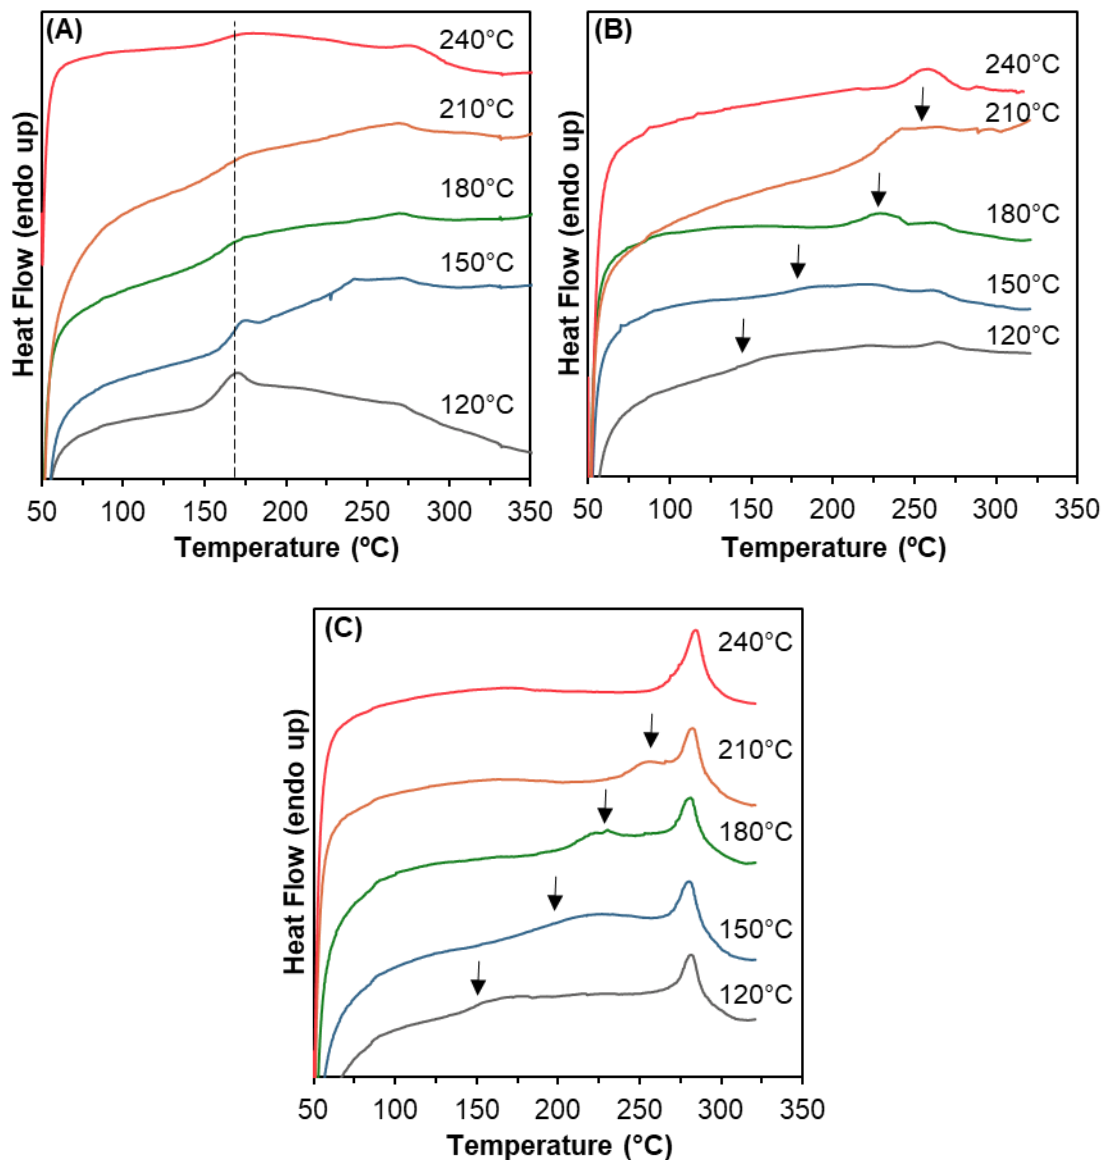 (A)
240°C
210°C
180°C
150°C
120°C
Heat Flow (endo up)
50 100 150 200 250 300 350
Temperature (ºC)
(B)
240°C
210°C
180°C
150°C
120°C
Heat Flow (endo up)
50 100 150 200 250 300 350
Temperature (ºC)
(C)
240°C
210°C
180°C
150°C
120°C
Heat Flow (endo up)
50 100 150 200 250 300 350
Temperature (°C)